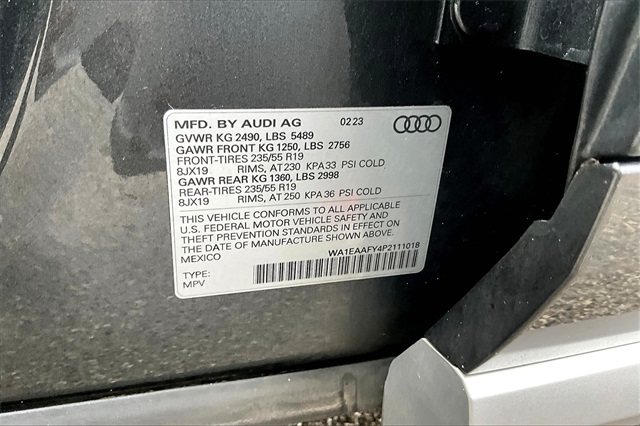 MFD. BY AUDI AG 02 23
GVWR KG 2490, LBS 5489
GAWR FRONT KG 1250, LBS 2756
FRONT-TIRES 235/55 R19
8JX19 RIMS, AT 230 KPA 33 PSI COLD
GAWR REAR KG 1360, LBS 2998
REAR-TIRES 235/55 R19
8JX19 RIMS, AT 250 KPA 36 PSI COLD
THIS VEHICLE CONFORMS TO ALL APPLICABLE
U.S. FEDERAL MOTOR VEHICLE SAFETY AND
THEFT PREVENTION STANDARDS IN EFFECT ON
THE DATE OF MANUFACTURE SHOWN ABOVE.
MEXICO WA1EAAFY4P2111018
TYPE:
MPV